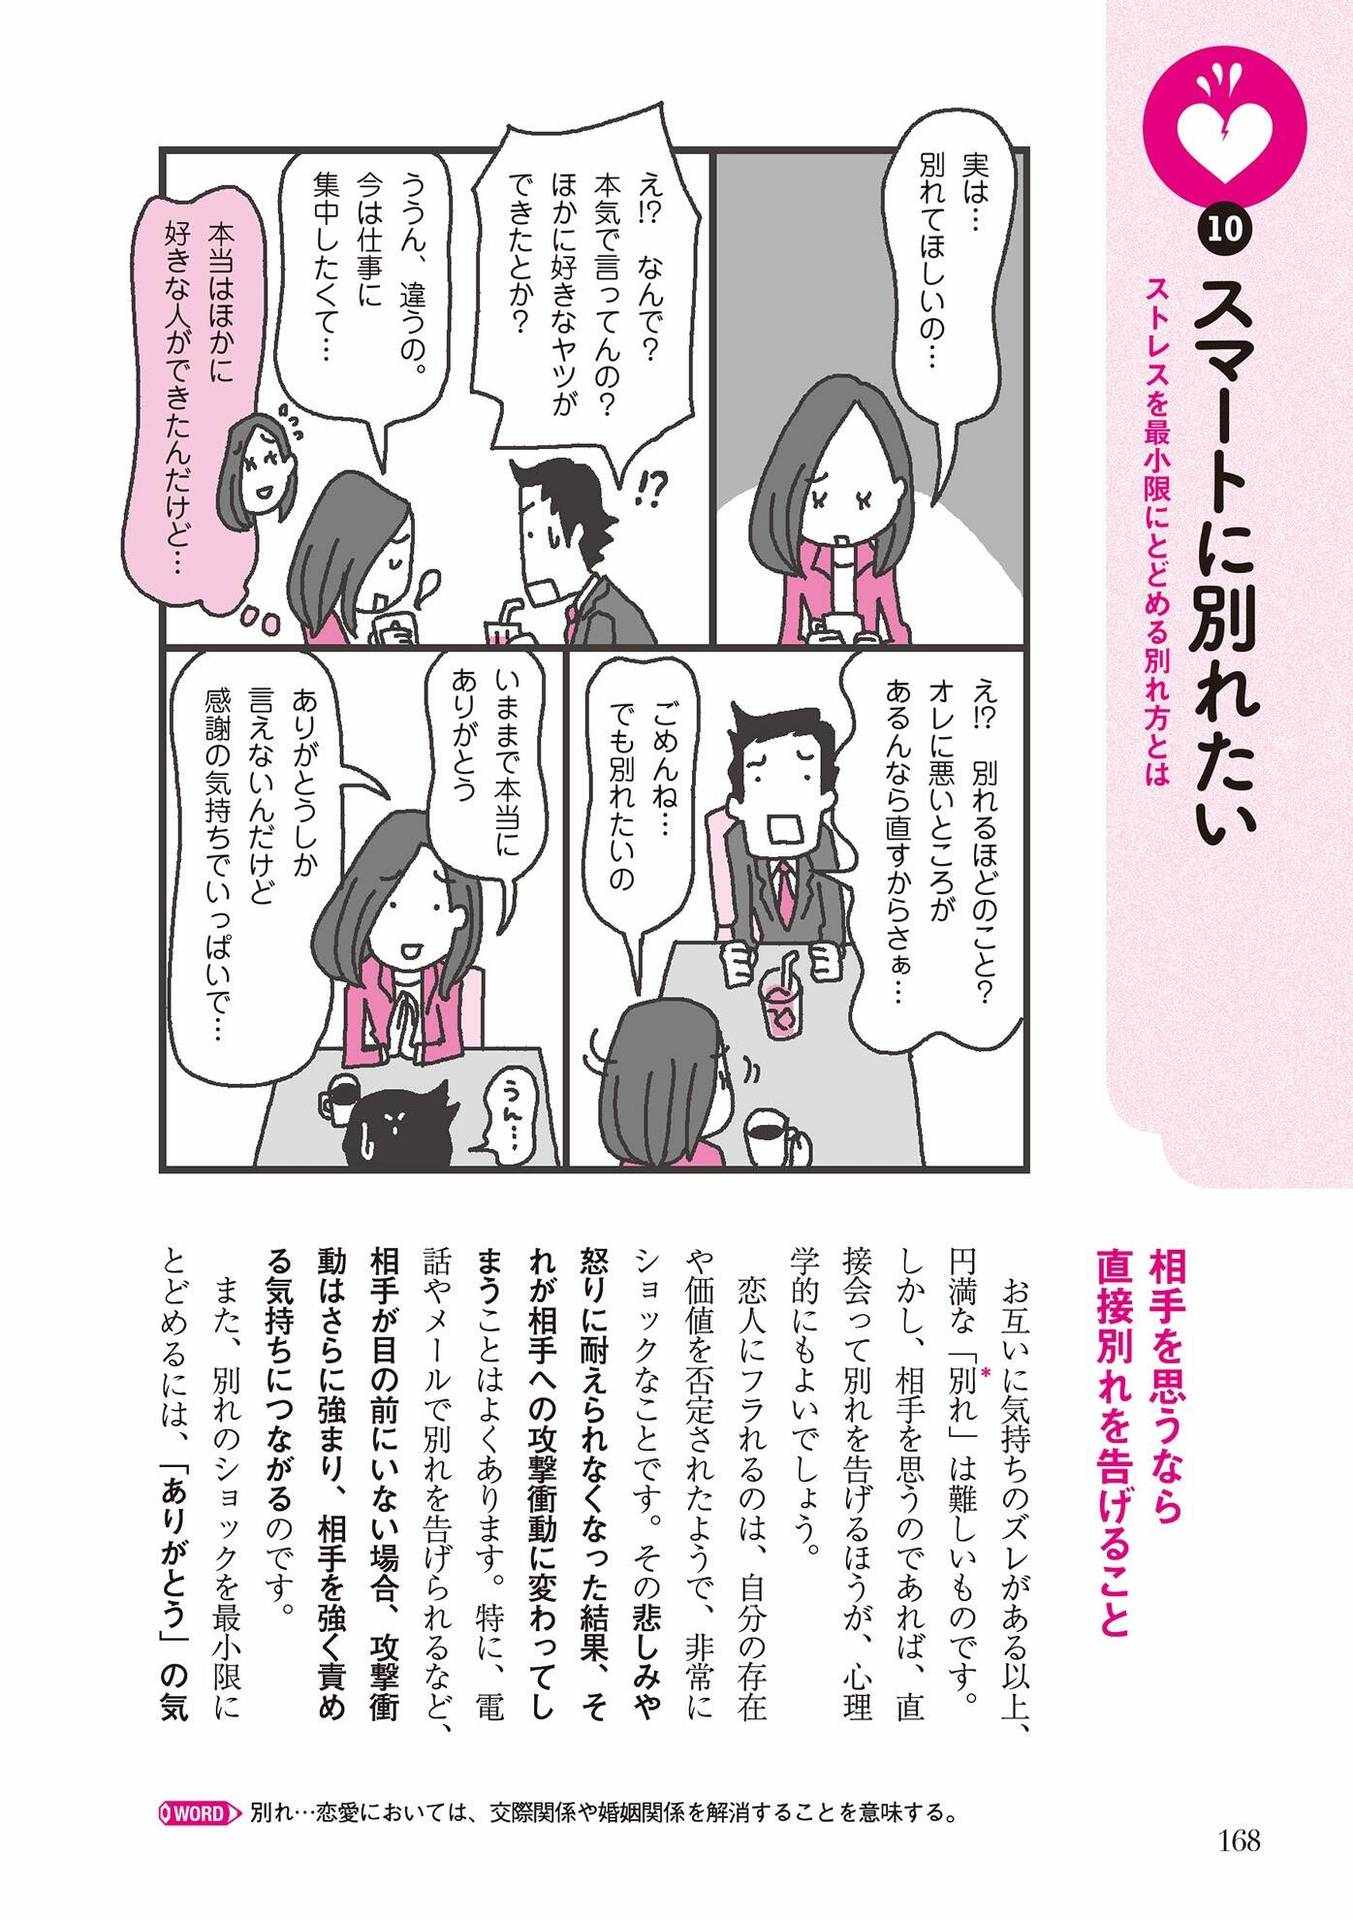 10
スマートに別れたい
ストレスを最小限にとどめる別れ方とは
実は…
別れてほしいの…
え!?　なんで？
本気で言ってんの？
ほかに好きなヤツが
できたとか？
!?
ううん、違うの。
今は仕事に
集中したくて…
本当はほかに
好きな人ができたんだけど…
え!?　別れるほどのこと？
オレに悪いところが
あるんなら直すからさぁ…
ごめんね…
でも別れたいの
いままで本当に
ありがとう
ありがとうしか
言えないんだけど
感謝の気持ちでいっぱいで…
うん…
相手を思うなら
直接別れを告げること
お互いに気持ちのズレがある以上、
円満な「別れ」は難しいものです。
*
しかし、相手を思うのであれば、直
接会って別れを告げるほうが、心理
学的にもよいでしょう。
恋人にフラれるのは、自分の存在
や価値を否定されたようで、非常に
ショックなことです。その悲しみや
怒りに耐えられなくなった結果、そ
れが相手への攻撃衝動に変わってし
まうことはよくあります。特に、電
話やメールで別れを告げられるなど、
相手が目の前にいない場合、攻撃衝
動はさらに強まり、相手を強く責め
る気持ちにつながるのです。
また、別れのショックを最小限に
とどめるには、「ありがとう」の気
WORD 別れ…恋愛においては、交際関係や婚姻関係を解消することを意味する。
168